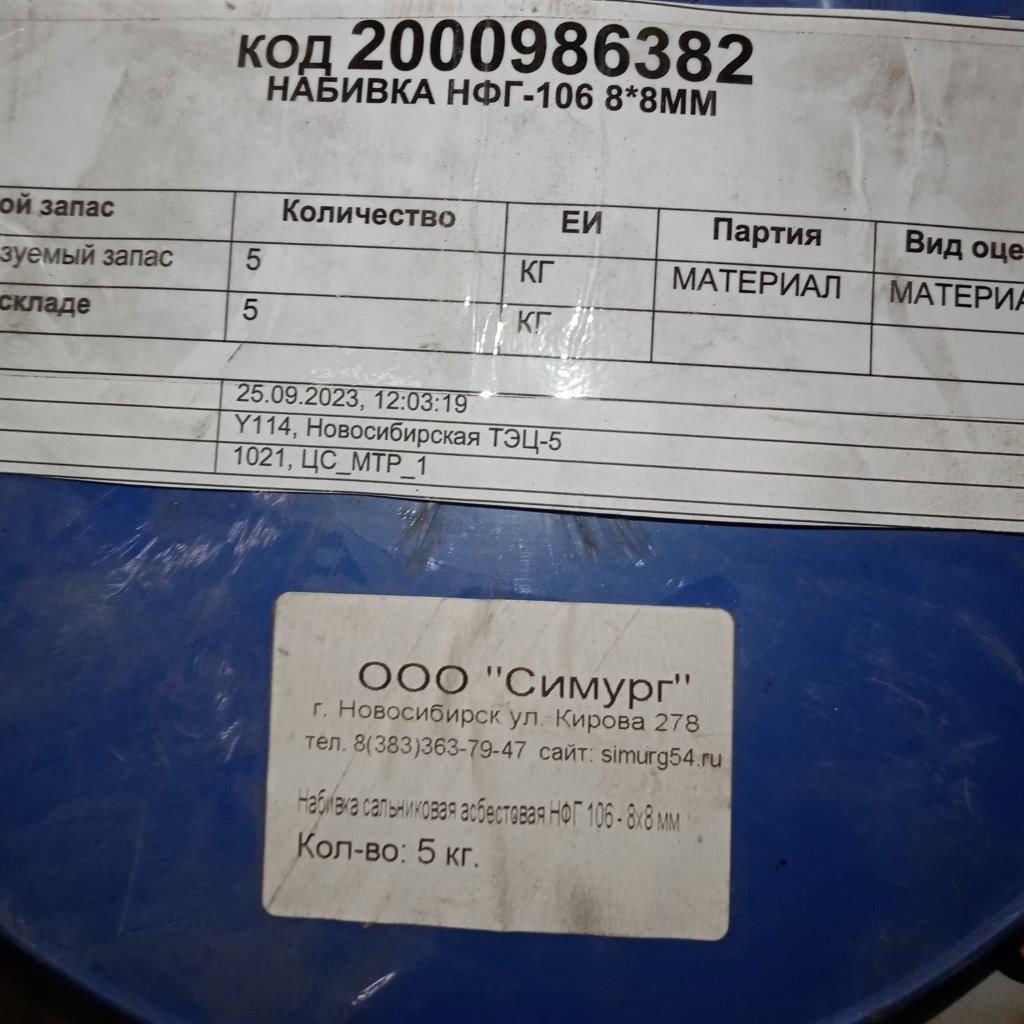 КОД 2000986382
НАБИВКА НФГ-106 8*8ММ
ой запас Количество ЕИ Партия Вид оце
зуемый запас 5 КГ МАТЕРИАЛ МАТЕРИА
складе 5 КГ
25.09.2023, 12:03:19
Y114, Новосибирская ТЭЦ-5
1021, ЦС_МТР_1
ООО "Симург"
г. Новосибирск ул. Кирова 278
тел. 8(383)363-79-47 сайт: simurg54.ru
Набивка сальниковая асбестовая НФГ 106 - 8х8 мм
Кол-во: 5 кг.